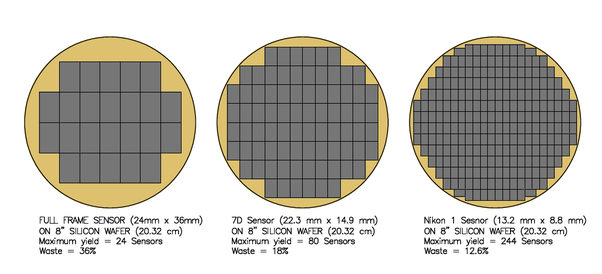 FULL FRAME SENSOR (24mm x 36mm)
ON 8" SILICON WAFER (20.32 cm)
Maximum yield = 24 Sensors
Waste = 36%
7D Sensor (22.3 mm x 14.9 mm)
ON 8" SILICON WAFER (20.32 cm)
Maximum yield = 80 Sensors
Waste = 18%
Nikon 1 Sesnor (13.2 mm x 8.8 mm)
ON 8" SILICON WAFER (20.32 cm)
Maximum yield = 244 Sensors
Waste = 12.6%